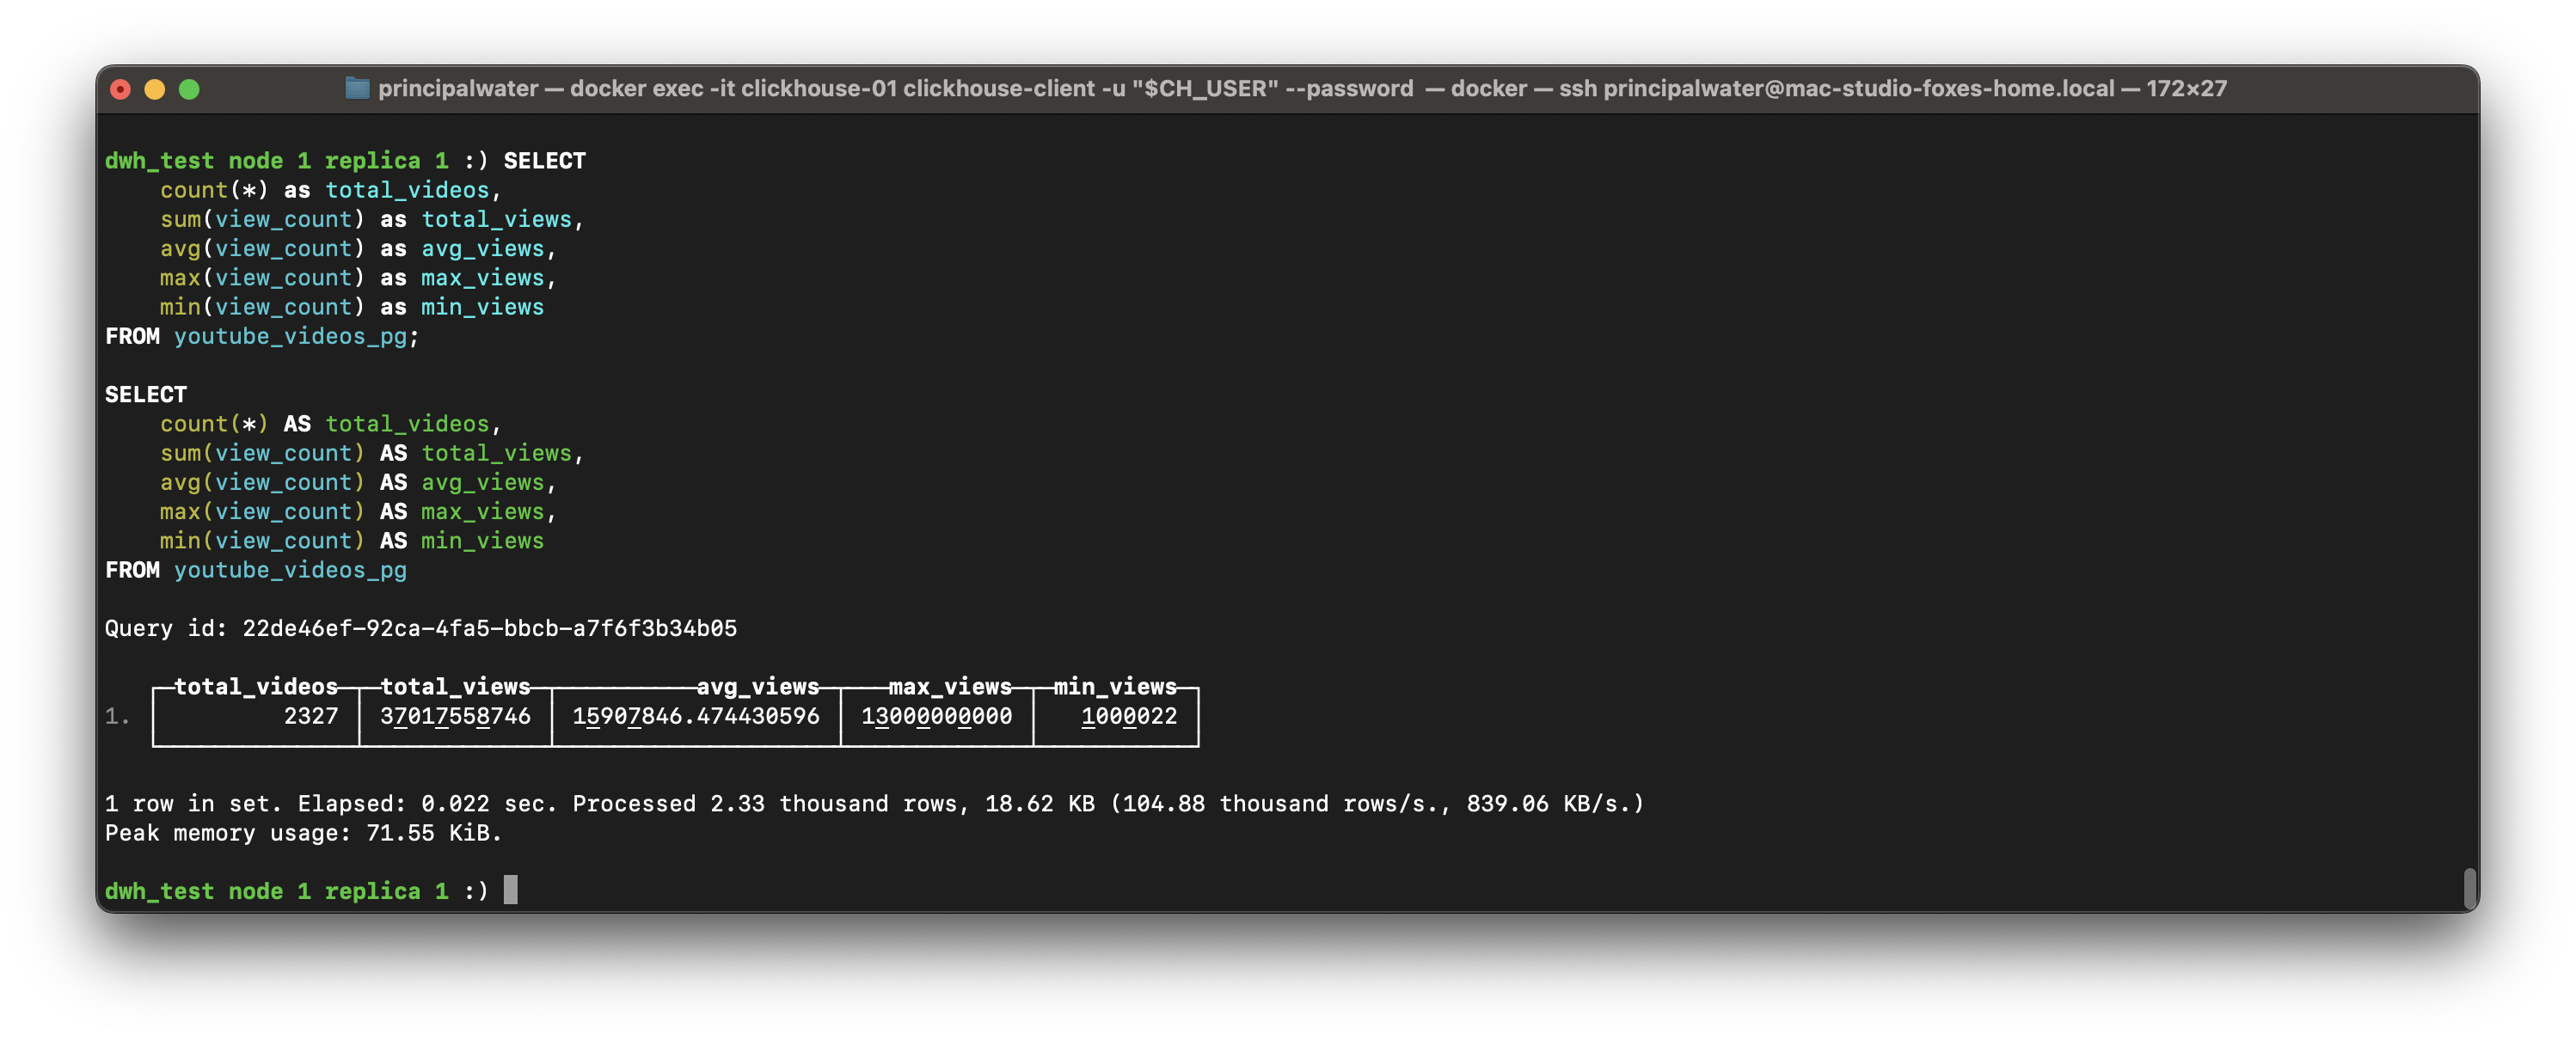 principalwater — docker exec -it clickhouse-01 clickhouse-client -u "$CH_USER" --password — docker — ssh principalwater@mac-studio-foxes-home.local — 172×27
dwh_test node 1 replica 1 :) SELECT
    count(*) as total_videos,
    sum(view_count) as total_views,
    avg(view_count) as avg_views,
    max(view_count) as max_views,
    min(view_count) as min_views
FROM youtube_videos_pg;
SELECT
    count(*) AS total_videos,
    sum(view_count) AS total_views,
    avg(view_count) AS avg_views,
    max(view_count) AS max_views,
    min(view_count) AS min_views
FROM youtube_videos_pg
Query id: 22de46ef-92ca-4fa5-bbcb-a7f6f3b34b05
total_videos total_views avg_views max_views min_views
1. 2327 37017558746 15907846.474430596 13000000000 1000022
1 row in set. Elapsed: 0.022 sec. Processed 2.33 thousand rows, 18.62 KB (104.88 thousand rows/s., 839.06 KB/s.)
Peak memory usage: 71.55 KiB.
dwh_test node 1 replica 1 :)